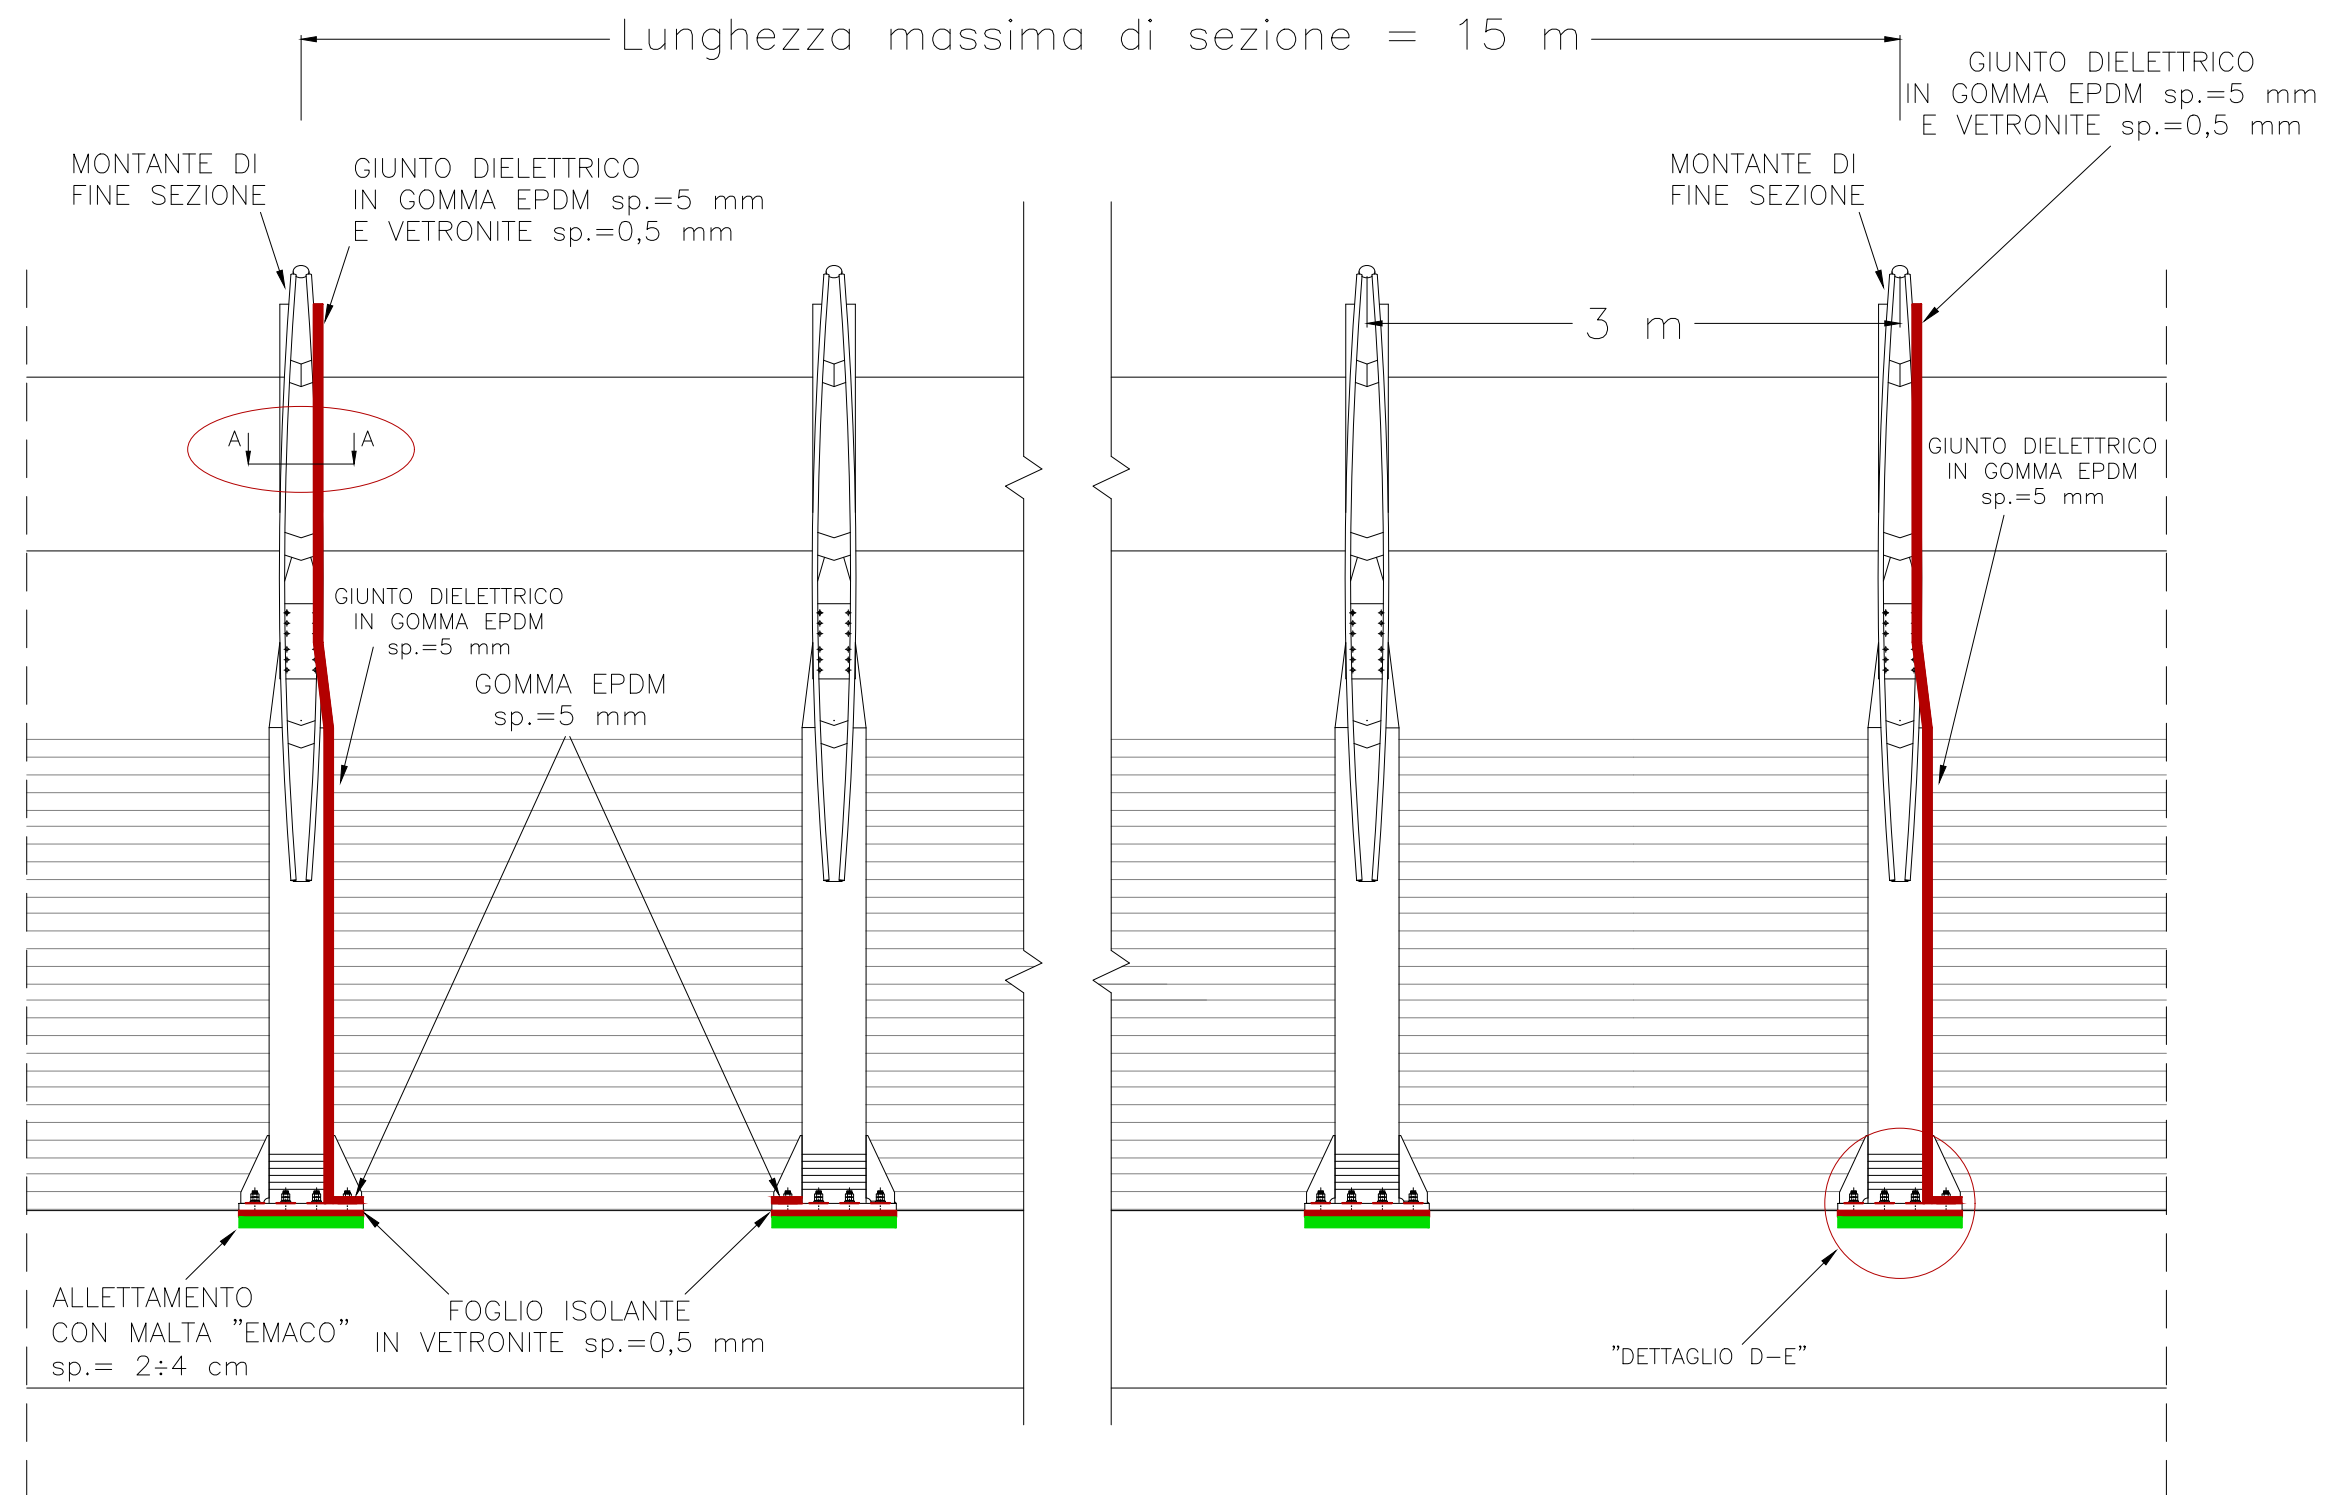 Lunghezza massima di sezione = 15 m
GIUNTO DIELETTRICO
IN GOMMA EPDM sp.=5 mm
E VETRONITE sp.=0,5 mm
MONTANTE DI
FINE SEZIONE
GIUNTO DIELETTRICO
IN GOMMA EPDM sp.=5 mm
E VETRONITE sp.=0,5 mm
MONTANTE DI
FINE SEZIONE
3 m
A A
GIUNTO DIELETTRICO
IN GOMMA EPDM
sp.=5 mm
GIUNTO DIELETTRICO
IN GOMMA EPDM
sp.=5 mm
GOMMA EPDM
sp.=5 mm
ALLETTAMENTO
CON MALTA "EMACO"
sp.= 2÷4 cm
FOGLIO ISOLANTE
IN VETRONITE sp.=0,5 mm
"DETTAGLIO D-E"